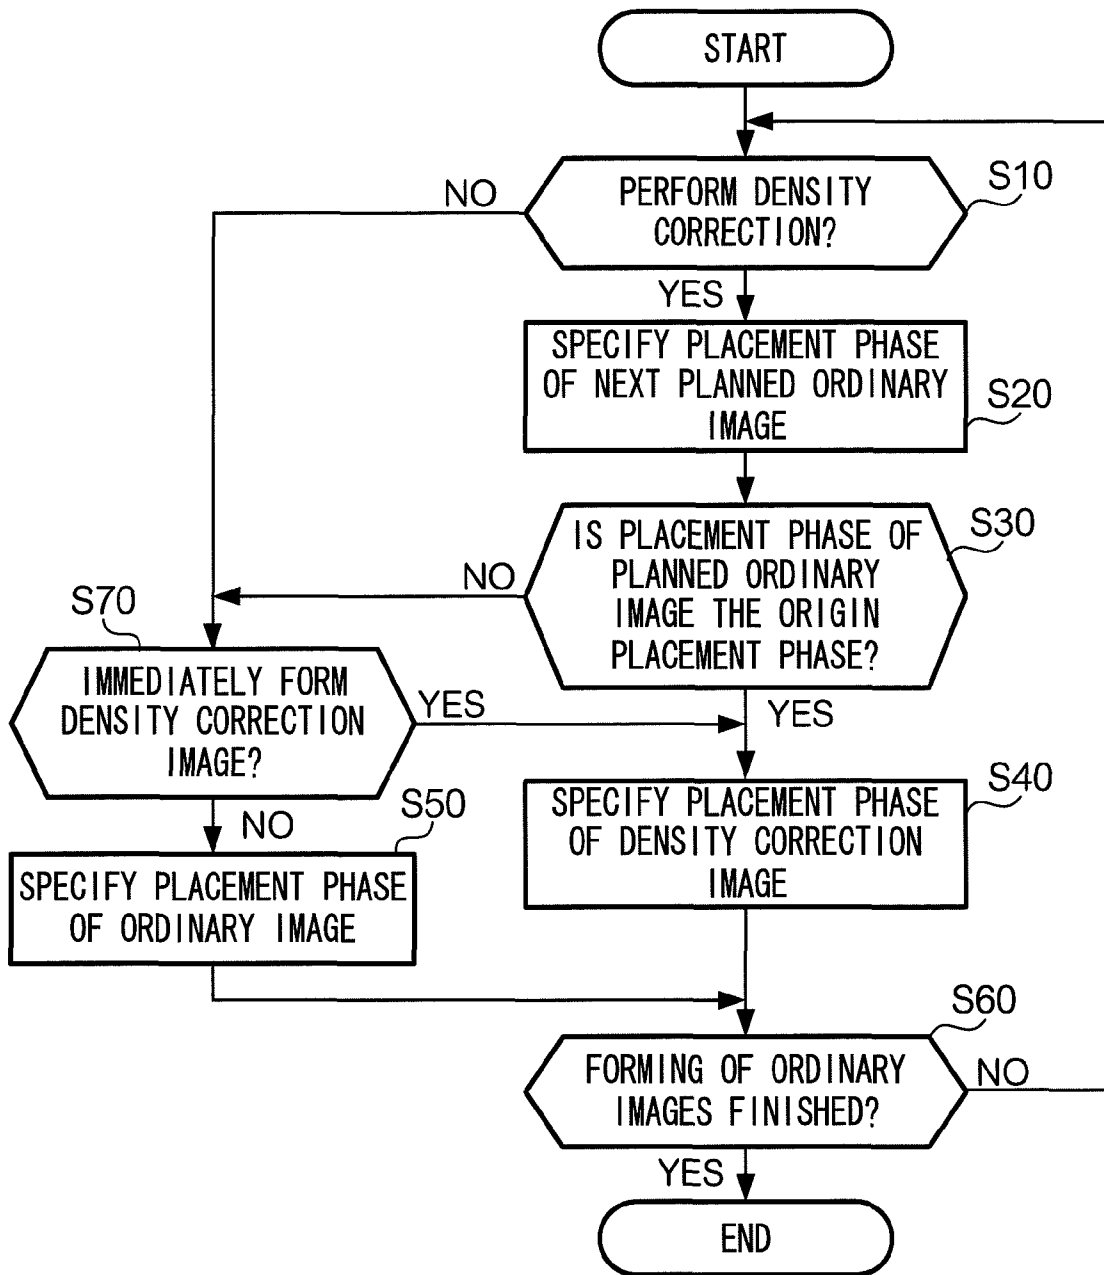 START
NO
PERFORM DENSITY
CORRECTION?
S10
YES
SPECIFY PLACEMENT PHASE
OF NEXT PLANNED ORDINARY
IMAGE
S20
IS PLACEMENT PHASE OF
PLANNED ORDINARY
IMAGE THE ORIGIN
PLACEMENT PHASE?
S30
NO
YES
S70
IMMEDIATELY FORM
DENSITY CORRECTION
IMAGE?
YES
NO
SPECIFY PLACEMENT PHASE
OF DENSITY CORRECTION
IMAGE
S40
S50
SPECIFY PLACEMENT PHASE
OF ORDINARY IMAGE
FORMING OF ORDINARY
IMAGES FINISHED?
S60
NO
YES
END